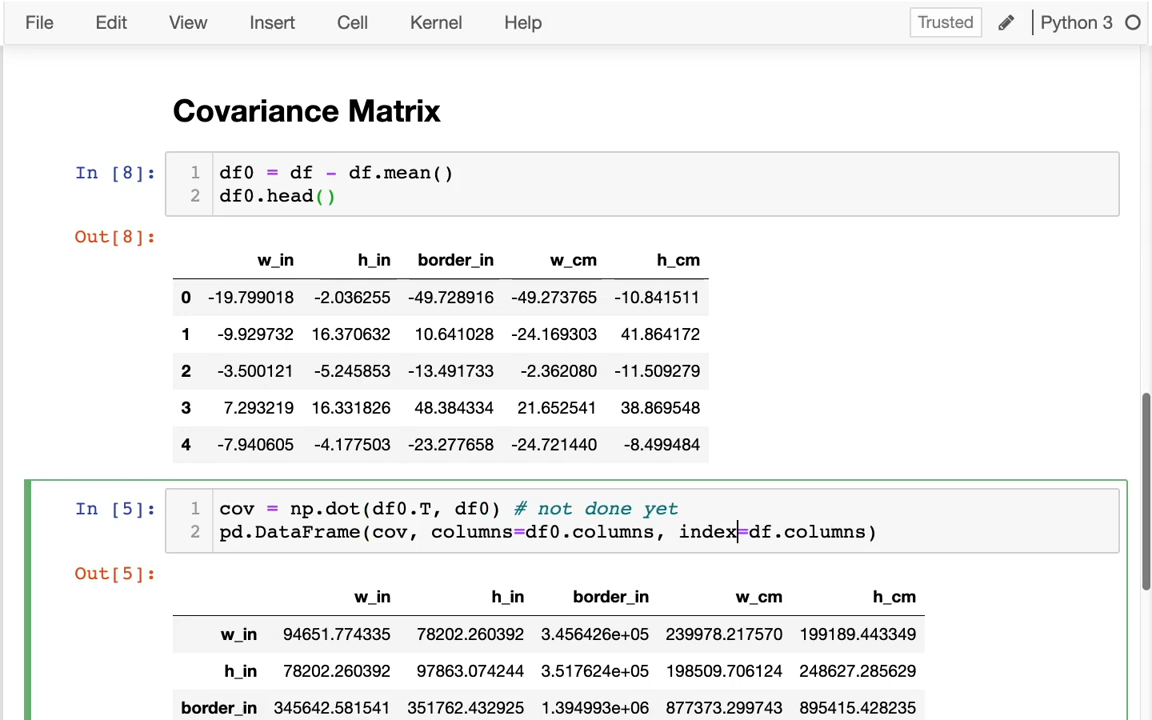 File Edit View Insert Cell Kernel Help Trusted Python 3
Covariance Matrix
In [8]: 1 df0 = df - df.mean()
2 df0.head()
Out[8]:
w_in h_in border_in w_cm h_cm
0 -19.799018 -2.036255 -49.728916 -49.273765 -10.841511
1 -9.929732 16.370632 10.641028 -24.169303 41.864172
2 -3.500121 -5.245853 -13.491733 -2.362080 -11.509279
3 7.293219 16.331826 48.384334 21.652541 38.869548
4 -7.940605 -4.177503 -23.277658 -24.721440 -8.499484
In [5]: 1 cov = np.dot(df0.T, df0) # not done yet
2 pd.DataFrame(cov, columns=df0.columns, index=df.columns)
Out[5]:
w_in h_in border_in w_cm h_cm
w_in 94651.774335 78202.260392 3.456426e+05 239978.217570 199189.443349
h_in 78202.260392 97863.074244 3.517624e+05 198509.706124 248627.285629
border_in 345642.581541 351762.432925 1.394993e+06 877373.299743 895415.428235